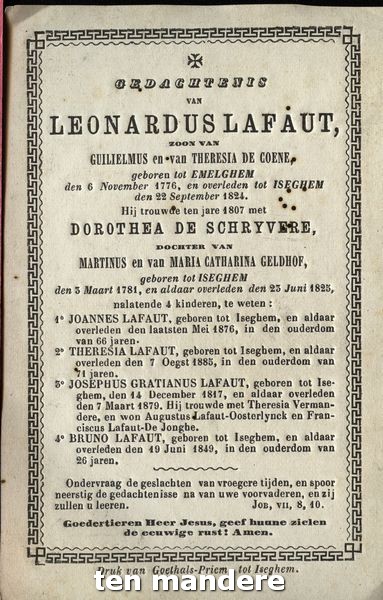 GEDACHTENIS
VAN
LEONARDUS LAFAUT,
ZOON VAN
GUILIELMUS en van THERESIA DE COENE,
geboren tot EMELGHEM
den 6 November 1776, en overleden tot ISEGHEM
den 22 September 1824.
Hij trouwde ten jare 1807 met
DOROTHEA DE SCHRYVERE,
DOCHTER VAN
MARTINUS en van MARIA CATHARINA GELDHOF,
geboren tot ISEGHEM
den 3 Maart 1781, en aldaar overleden den 23 Juni 1825,
nalatende 4 kinderen, te weten :
1º JOANNES LAFAUT, geboren tot Iseghem, en aldaar
overleden den laatsten Mei 1876, in den ouderdom
van 66 jaren.
2º THERESIA LAFAUT, geboren tot Iseghem, en aldaar
overleden den 7 Oegst 1885, in den ouderdom van
71 jaren.
3º JOSEPHUS GRATIANUS LAFAUT, geboren tot Ise-
ghem, den 14 December 1817, en aldaar overleden
den 7 Maart 1879. Hij trouwde met Theresia Verman-
dere, en won Augustus Lafaut-Oosterlynck en Fran-
ciscus Lafaut-De Jonghe.
4º BRUNO LAFAUT, geboren tot Iseghem, en aldaar
overleden den 19 Juni 1849, in den ouderdom van
26 jaren.
Ondervraag de geslachten van vroegere tijden, en spoor
neerstig de gedachtenisse na van uwe voorvaderen, en zij
zullen u leeren. JOB, VII, 8, 10.
Goedertieren Heer Jesus, geef hunne zielen
de eeuwige rust! Amen.
Druk van Goethals-Priem, tot Iseghem.
ten mandere